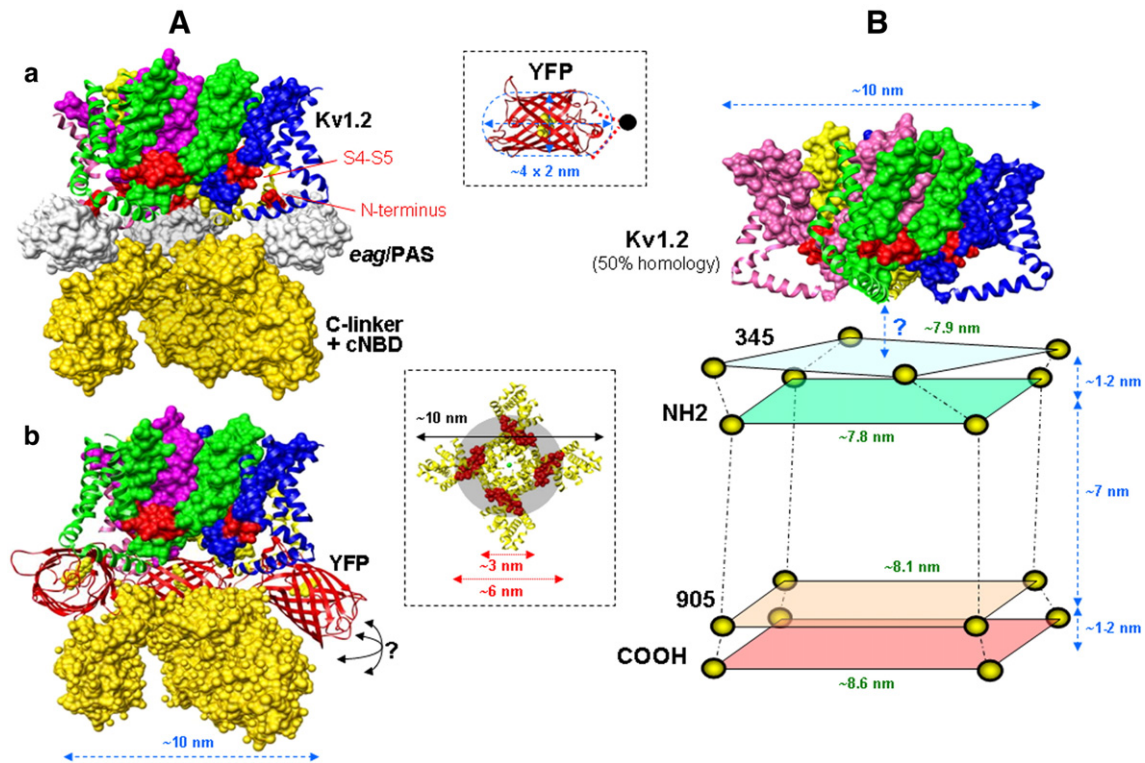 A
B
a
Kv1.2
S4-S5
N-terminus
eag/PAS
C-linker
+ cNBD
YFP
~4 x 2 nm
~10 nm
Kv1.2
(50% homology)
?
~7.9 nm
345
~1-2 nm
NH2
~7.8 nm
~7 nm
~8.1 nm
905
~1-2 nm
COOH
~8.6 nm
b
YFP
?
~10 nm
~10 nm
~3 nm
~6 nm